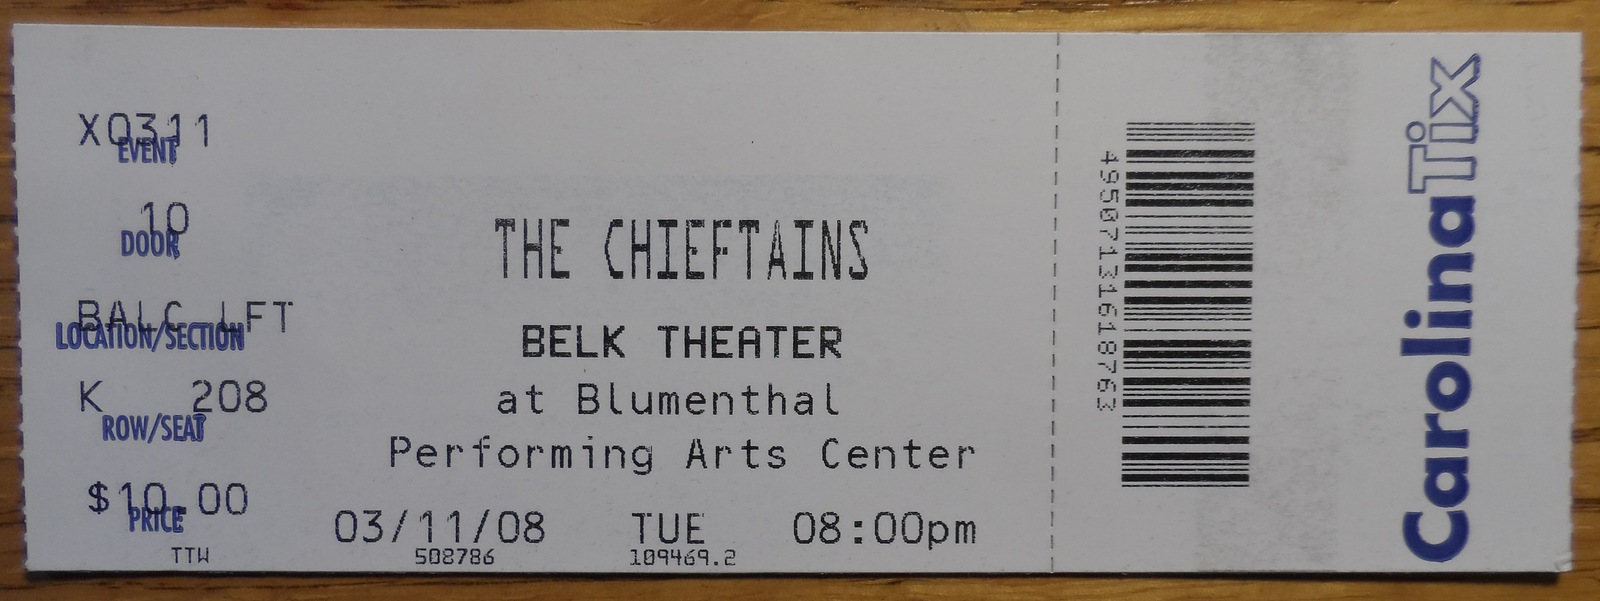 X0311
EVENT
10
DOOR
BALC LFT
LOCATION/SECTION
K 208
ROW/SEAT
$10.00
PRICE
TTW
THE CHIEFTAINS
BELK THEATER
at Blumenthal
Performing Arts Center
03/11/08 TUE 08:00pm
508786 109469.2
49507131618763
CarolinaTix